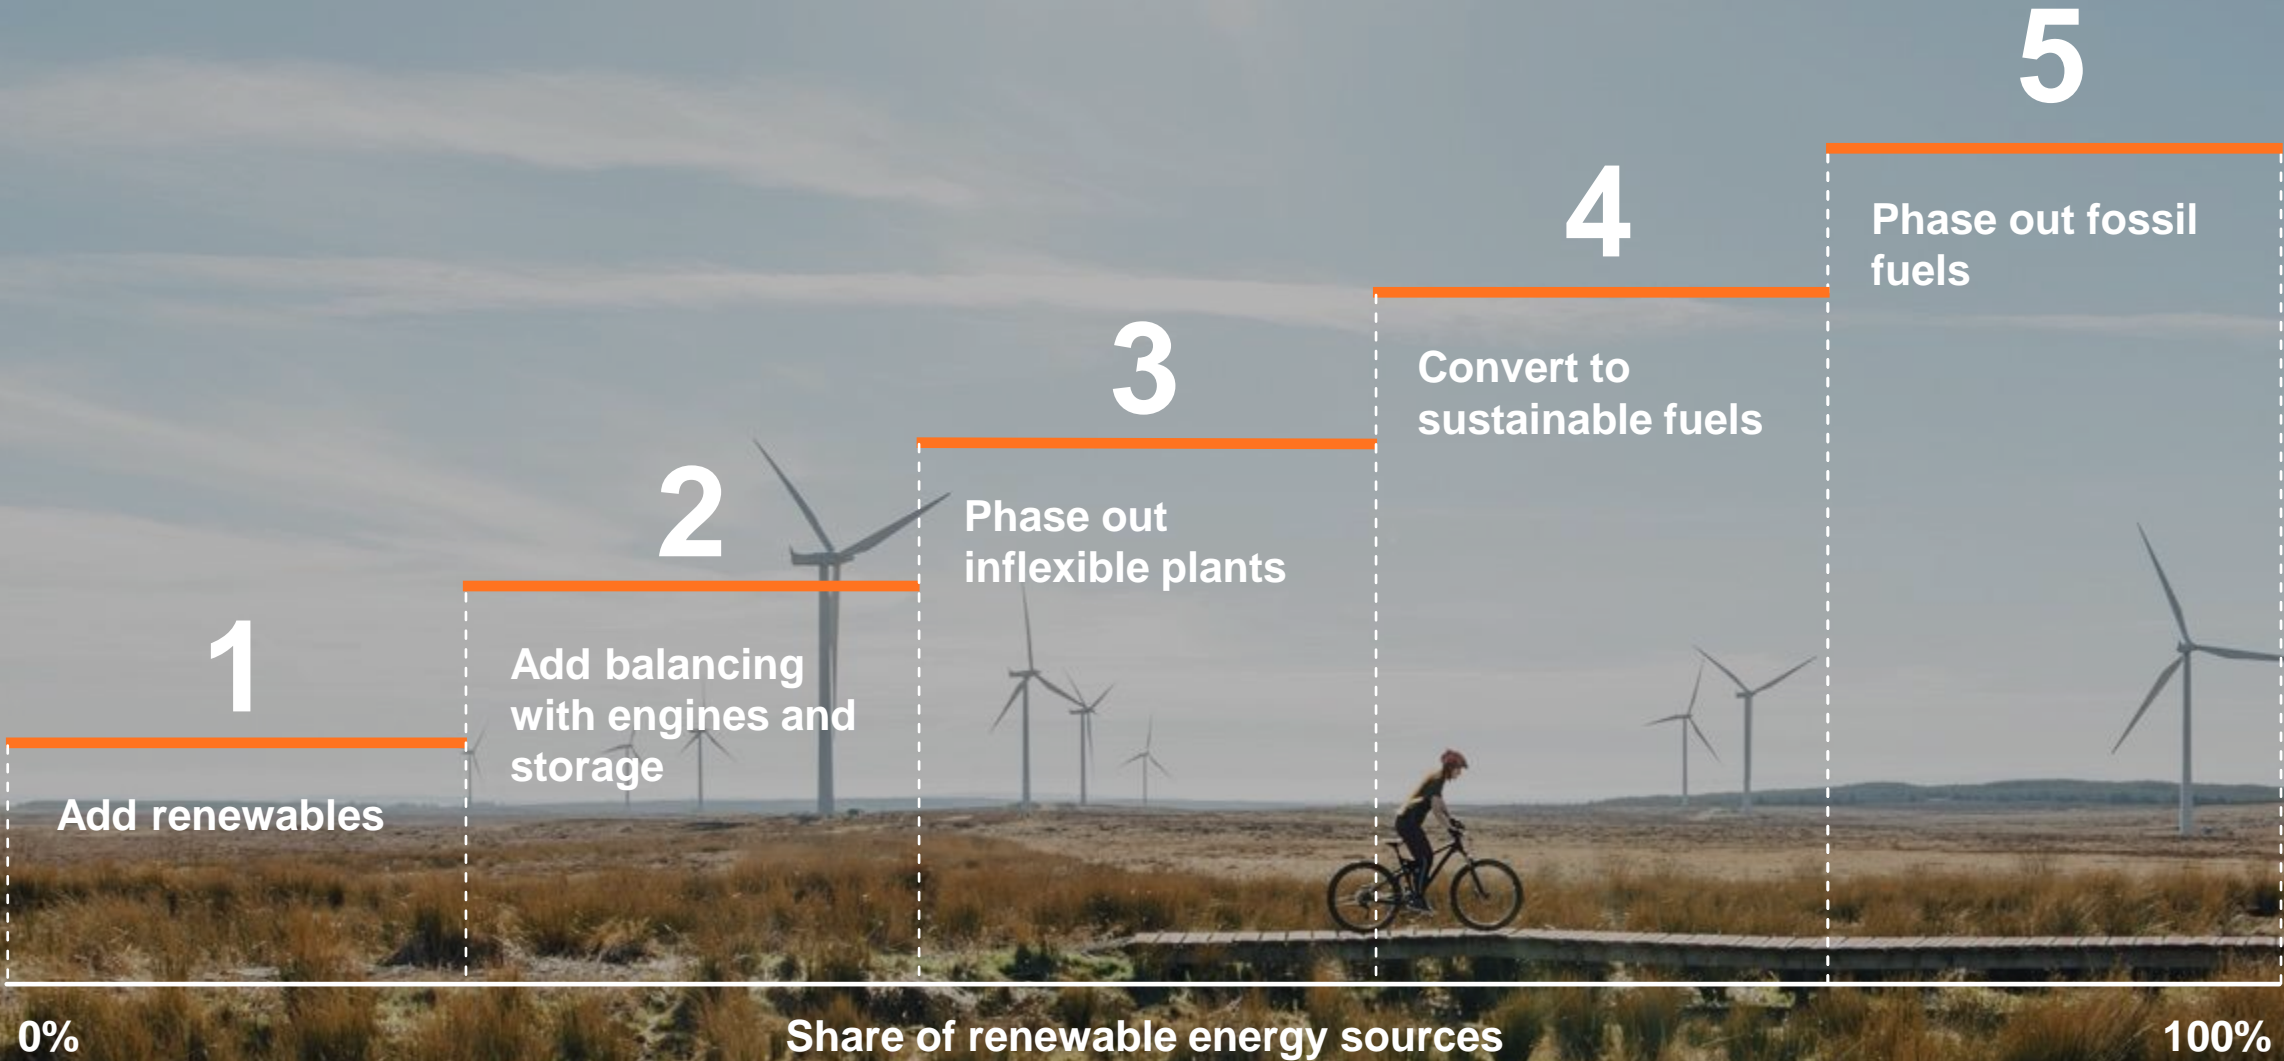 1
Add renewables
2
Add balancing
with engines and
storage
3
Phase out
inflexible plants
4
Convert to
sustainable fuels
5
Phase out fossil
fuels
0%
Share of renewable energy sources
100%